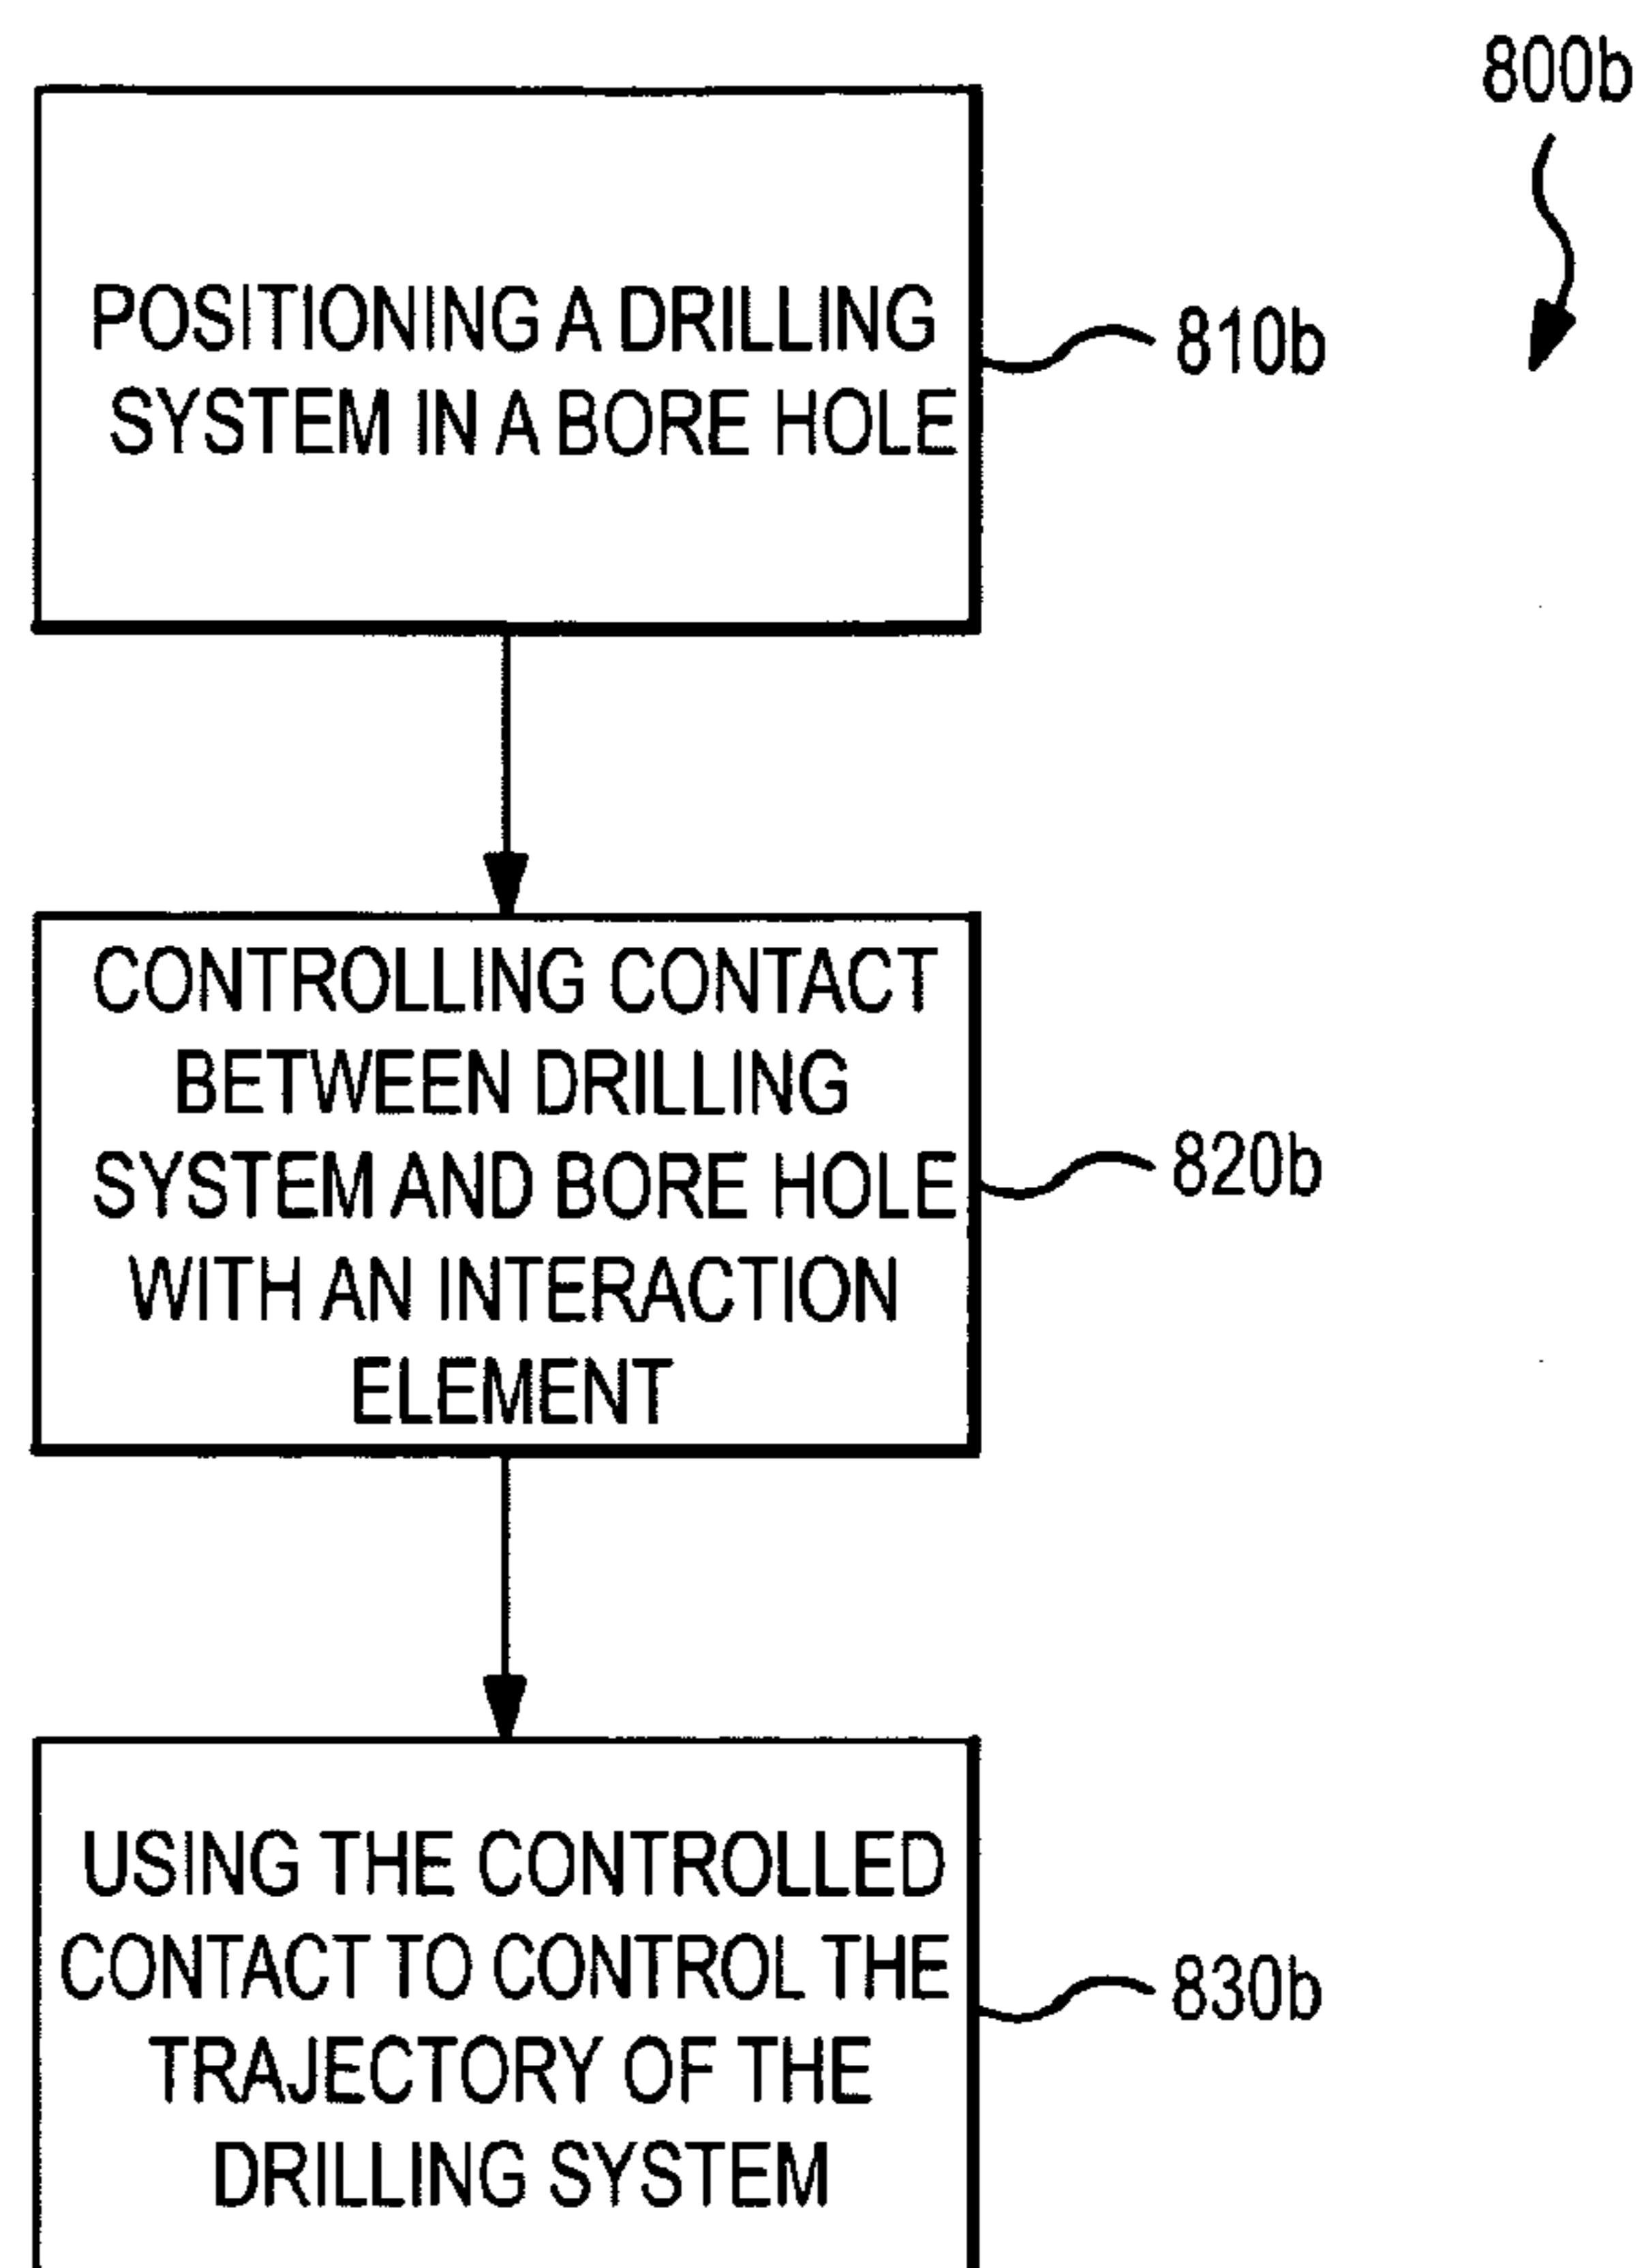 800b
POSITIONING A DRILLING
SYSTEM IN A BORE HOLE
810b
CONTROLLING CONTACT
BETWEEN DRILLING
SYSTEM AND BORE HOLE
WITH AN INTERACTION
ELEMENT
820b
USING THE CONTROLLED
CONTACT TO CONTROL THE
TRAJECTORY OF THE
DRILLING SYSTEM
830b